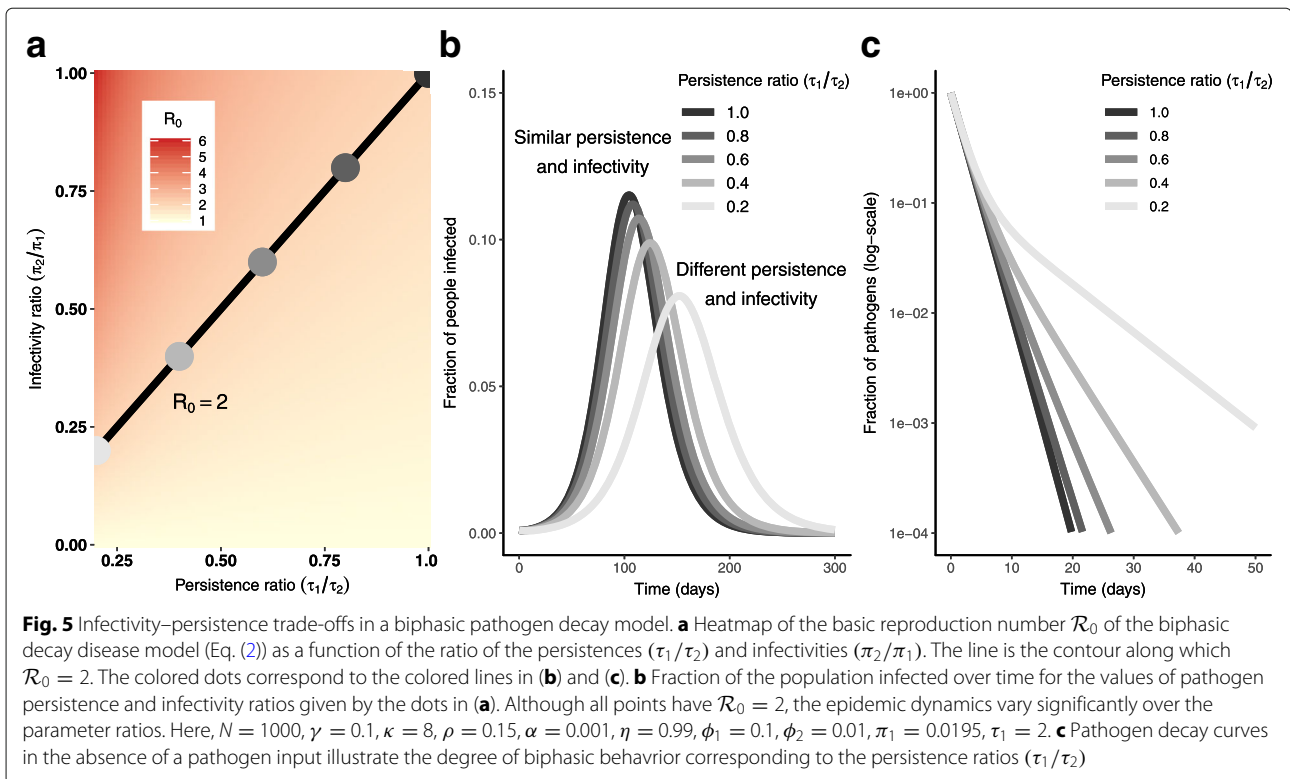 a
1.00
0.75
0.50
0.25
0.00
Infectivity ratio (π2/π1)
R0
6
5
4
3
2
1
R0 = 2
0.25
0.50
0.75
1.0
Persistence ratio (τ1/τ2)
b
Persistence ratio (τ1/τ2)
1.0
0.8
0.6
0.4
0.2
Similar persistence
and infectivity
Different persistence
and infectivity
0.15
0.10
0.05
0.00
Fraction of people infected
0
100
200
300
Time (days)
c
Persistence ratio (τ1/τ2)
1.0
0.8
0.6
0.4
0.2
1e+00
1e−01
1e−02
1e−03
1e−04
Fraction of pathogens (log−scale)
0
10
20
30
40
50
Time (days)
Fig. 5 Infectivity–persistence trade-offs in a biphasic pathogen decay model. a Heatmap of the basic reproduction number R0 of the biphasic
decay disease model (Eq. (2)) as a function of the ratio of the persistences (τ1/τ2) and infectivities (π2/π1). The line is the contour along which
R0 = 2. The colored dots correspond to the colored lines in (b) and (c). b Fraction of the population infected over time for the values of pathogen
persistence and infectivity ratios given by the dots in (a). Although all points have R0 = 2, the epidemic dynamics vary significantly over the
parameter ratios. Here, N = 1000, γ = 0.1, κ = 8, ρ = 0.15, α = 0.001, η = 0.99, φ1 = 0.1, φ2 = 0.01, π1 = 0.0195, τ1 = 2. c Pathogen decay curves
in the absence of a pathogen input illustrate the degree of biphasic behavrior corresponding to the persistence ratios (τ1/τ2)